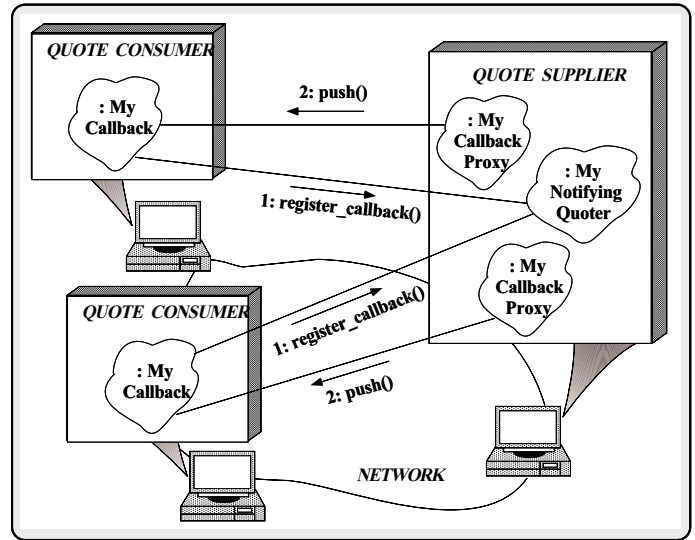 QUOTE CONSUMER
: My
Callback
2: push()
1: register_callback()
QUOTE SUPPLIER
: My
Callback
Proxy
: My
Notifying
Quoter
: My
Callback
Proxy
QUOTE CONSUMER
: My
Callback
1: register_callback()
2: push()
NETWORK